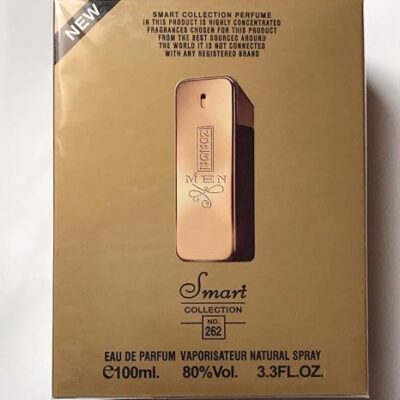 NEW
SMART COLLECTION PERFUME
IN THIS PRODUCT IS HIGHLY CONCENTRATED
FRAGRANCES CHOSEN FOR THIS PRODUCT
FROM THE BEST SOURCES AROUNU
THE WORLD IT IS NOT CONNECTED
WITH ANY REGISTERED BRAND
MEN
Smart
COLLECTION
NO.
262
EAU DE PARFUM VAPORISATEUR NATURAL SPRAY
℮100ml. 80%Vol. 3.3FL.OZ.